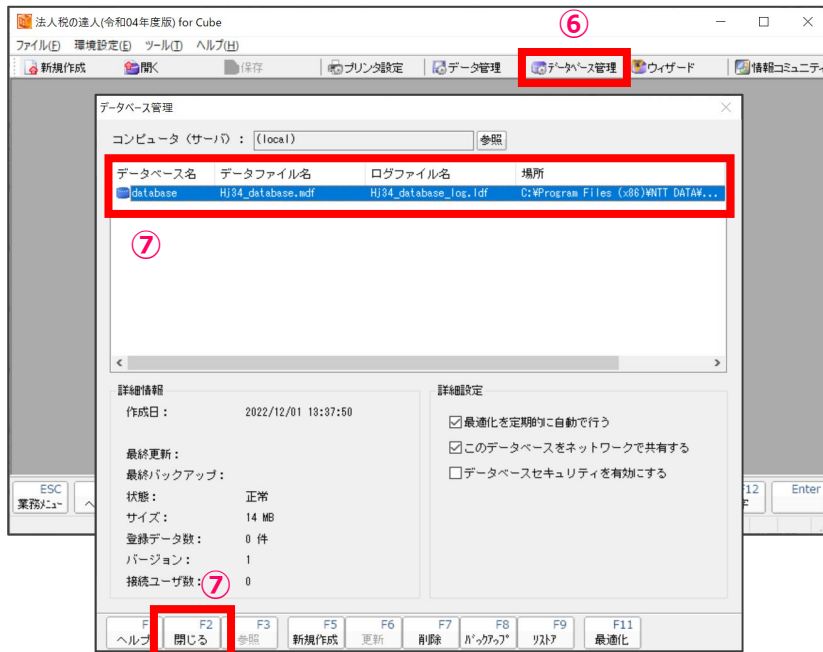 法人税の達人(令和04年度版) for Cube
⑥
ファイル(F) 環境設定(E) ツール(T) ヘルプ(H)
新規作成 開く 保存 プリンタ設定 データ管理 データベース管理 ウィザード 情報コミュニティ
データベース管理
コンピュータ (サーバ) : (local) 参照
データベース名 データファイル名 ログファイル名 場所
database Hj34_database.mdf Hj34_database_log.ldf C:¥Program Files (x86)¥NTT DATA¥...
⑦
詳細情報
作成日: 2022/12/01 13:37:50
最終更新:
最終バックアップ:
状態: 正常
サイズ: 14 MB
登録データ数: 0 件
バージョン: 1
接続ユーザ数: 0
⑦
詳細設定
最適化を定期的に自動で行う
このデータベースをネットワークで共有する
データベースセキュリティを有効にする
ESC 業務メニュー
F12
Enter
ヘルプ
F2 閉じる
F3 参照
F5 新規作成
F6 更新
F7 削除
F8 バックアップ
F9 リストア
F11 最適化